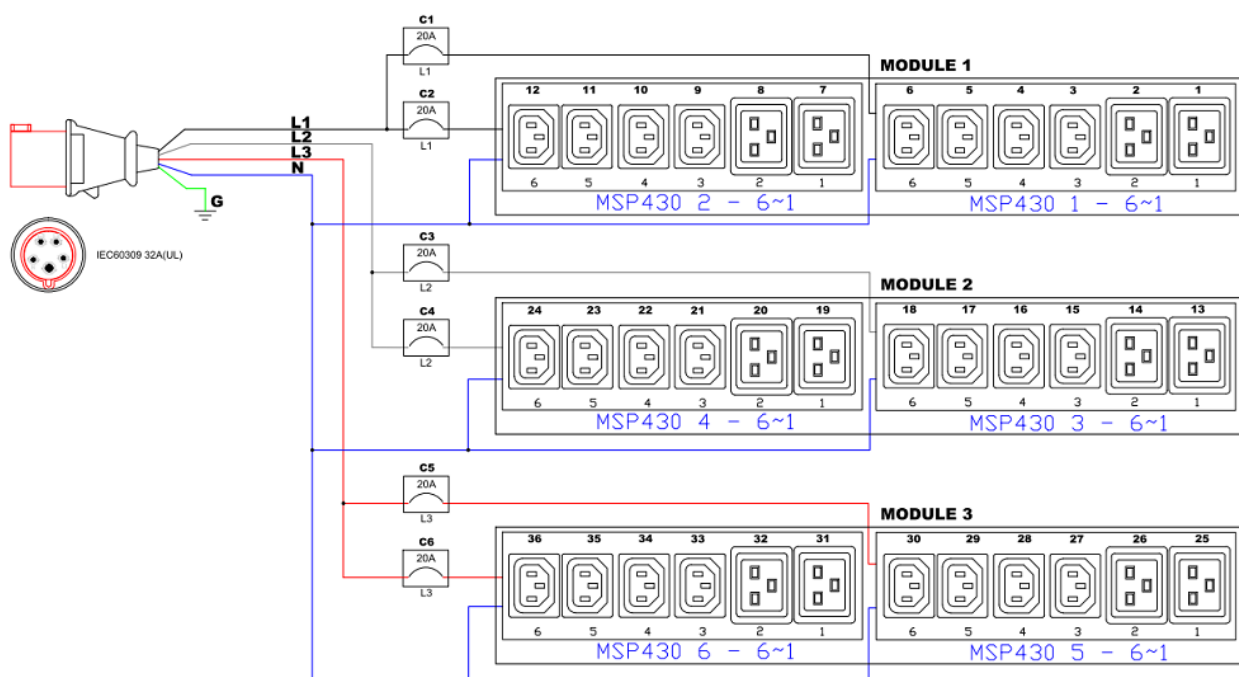 C1
20A
L1
MODULE 1
C2
20A
L1
12 11 10 9 8 7
6 5 4 3 2 1
6 5 4 3 2 1
6 5 4 3 2 1
MSP430 2 - 6~1
MSP430 1 - 6~1
L1
L2
L3
N
G
IEC60309 32A(UL)
C3
20A
L2
MODULE 2
C4
20A
L2
24 23 22 21 20 19
18 17 16 15 14 13
6 5 4 3 2 1
6 5 4 3 2 1
MSP430 4 - 6~1
MSP430 3 - 6~1
C5
20A
L3
MODULE 3
C6
20A
L3
36 35 34 33 32 31
30 29 28 27 26 25
6 5 4 3 2 1
6 5 4 3 2 1
MSP430 6 - 6~1
MSP430 5 - 6~1